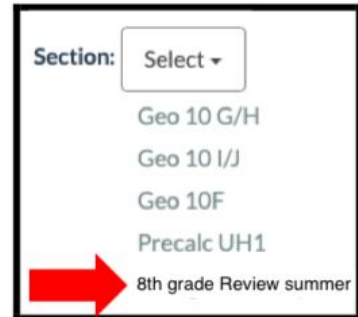 Section: Select
Geo 10 G/H
Geo 10 I/J
Geo 10F
Precalc UH1
8th grade Review summer